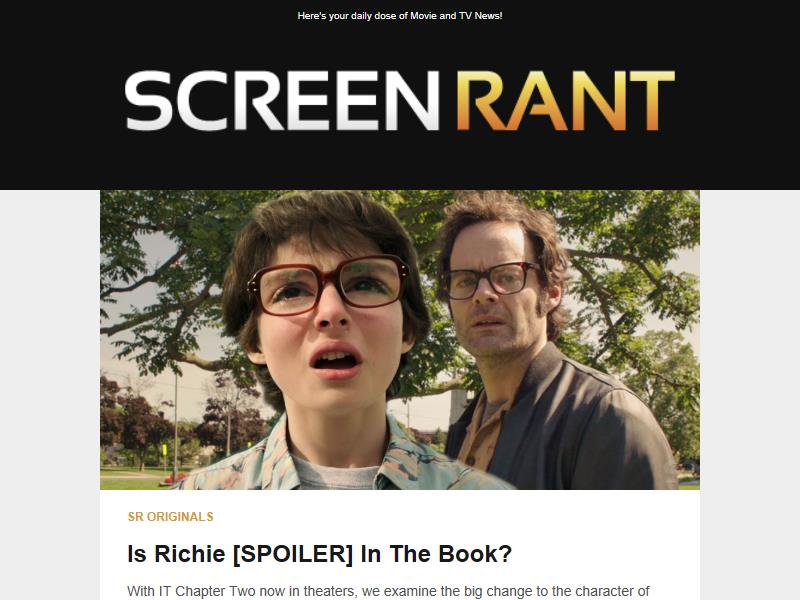 Here's your daily dose of Movie and TV News!
SCREEN RANT
SR ORIGINALS
Is Richie [SPOILER] In The Book?
With IT Chapter Two now in theaters, we examine the big change to the character of